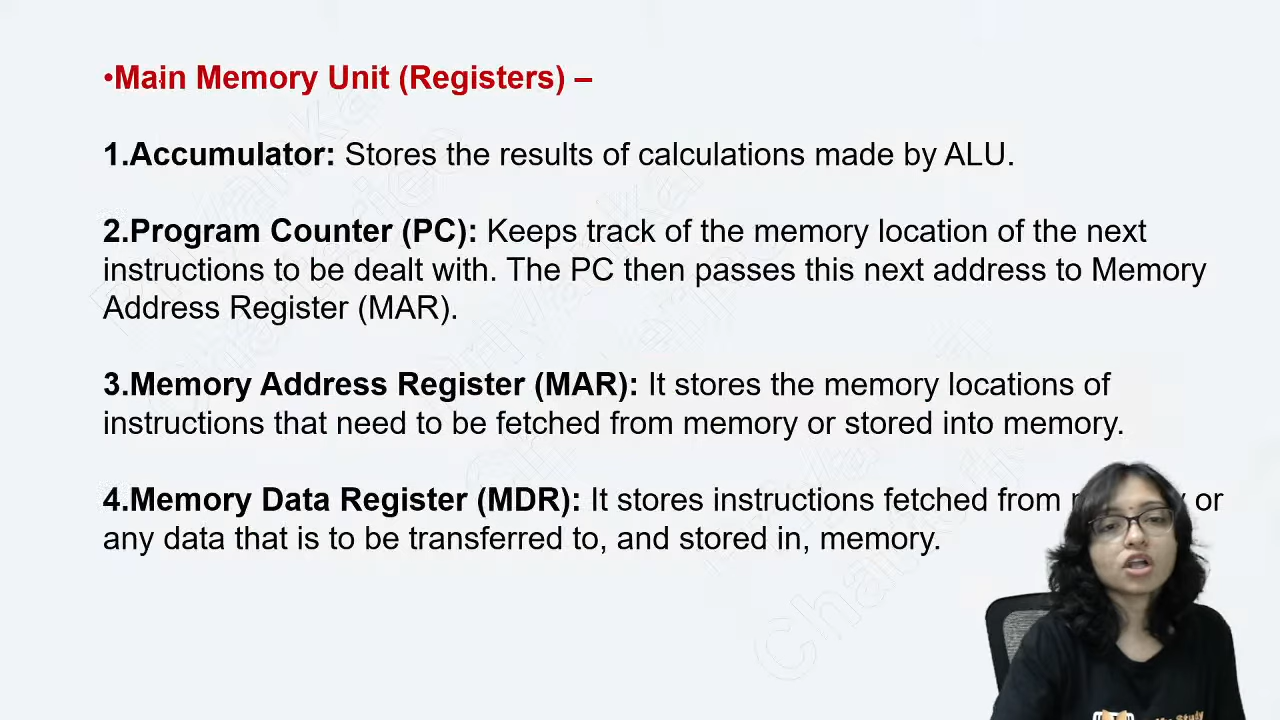 •Main Memory Unit (Registers) –
1.Accumulator: Stores the results of calculations made by ALU.
2.Program Counter (PC): Keeps track of the memory location of the next
instructions to be dealt with. The PC then passes this next address to Memory
Address Register (MAR).
3.Memory Address Register (MAR): It stores the memory locations of
instructions that need to be fetched from memory or stored into memory.
4.Memory Data Register (MDR): It stores instructions fetched from or
any data that is to be transferred to, and stored in, memory.
Study